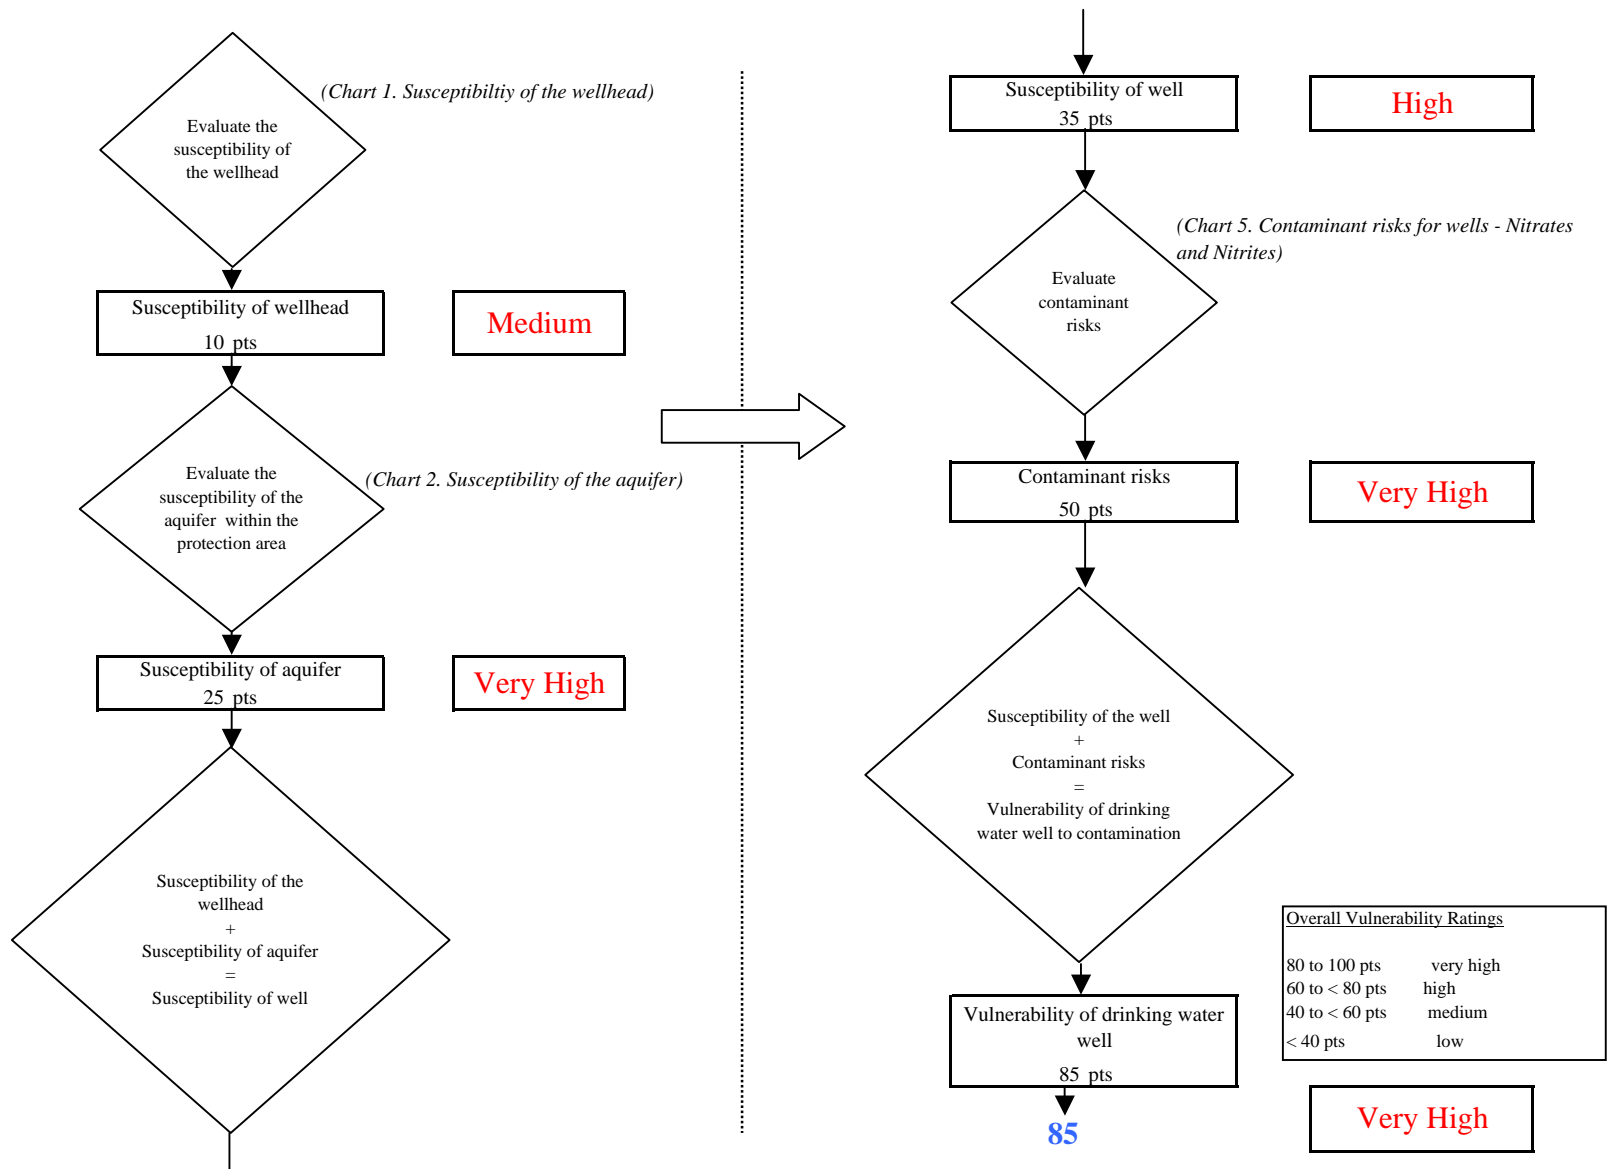 (Chart 1. Susceptibiltiy of the wellhead)
Evaluate the
susceptibility of
the wellhead
Susceptibility of wellhead
10 pts
Medium
(Chart 2. Susceptibility of the aquifer)
Evaluate the
susceptibility of the
aquifer within the
protection area
Susceptibility of aquifer
25 pts
Very High
Susceptibility of the
wellhead
+
Susceptibility of aquifer
=
Susceptibility of well
Susceptibility of well
35 pts
High
(Chart 5. Contaminant risks for wells - Nitrates
and Nitrites)
Evaluate
contaminant
risks
Contaminant risks
50 pts
Very High
Susceptibility of the well
+
Contaminant risks
=
Vulnerability of drinking
water well to contamination
Overall Vulnerability Ratings
80 to 100 pts very high
60 to < 80 pts high
40 to < 60 pts medium
< 40 pts low
Vulnerability of drinking water
well
85 pts
85
Very High